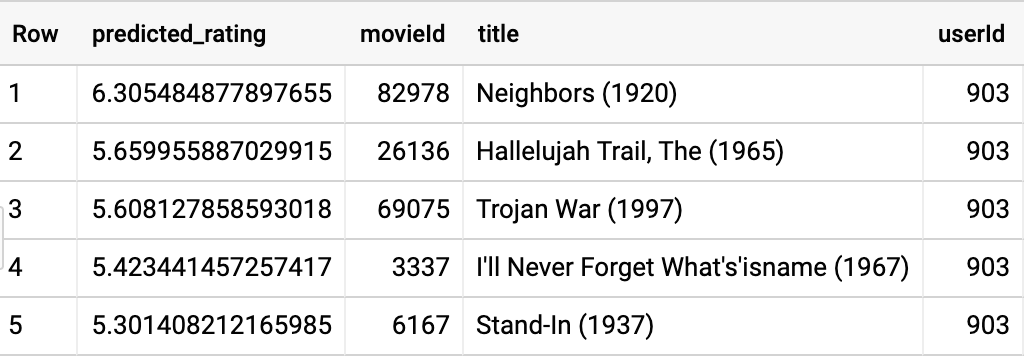 Row predicted_rating movieId title userId
1 6.305484877897655 82978 Neighbors (1920) 903
2 5.659955887029915 26136 Hallelujah Trail, The (1965) 903
3 5.608127858593018 69075 Trojan War (1997) 903
4 5.423441457257417 3337 I'll Never Forget What's'isname (1967) 903
5 5.301408212165985 6167 Stand-In (1937) 903